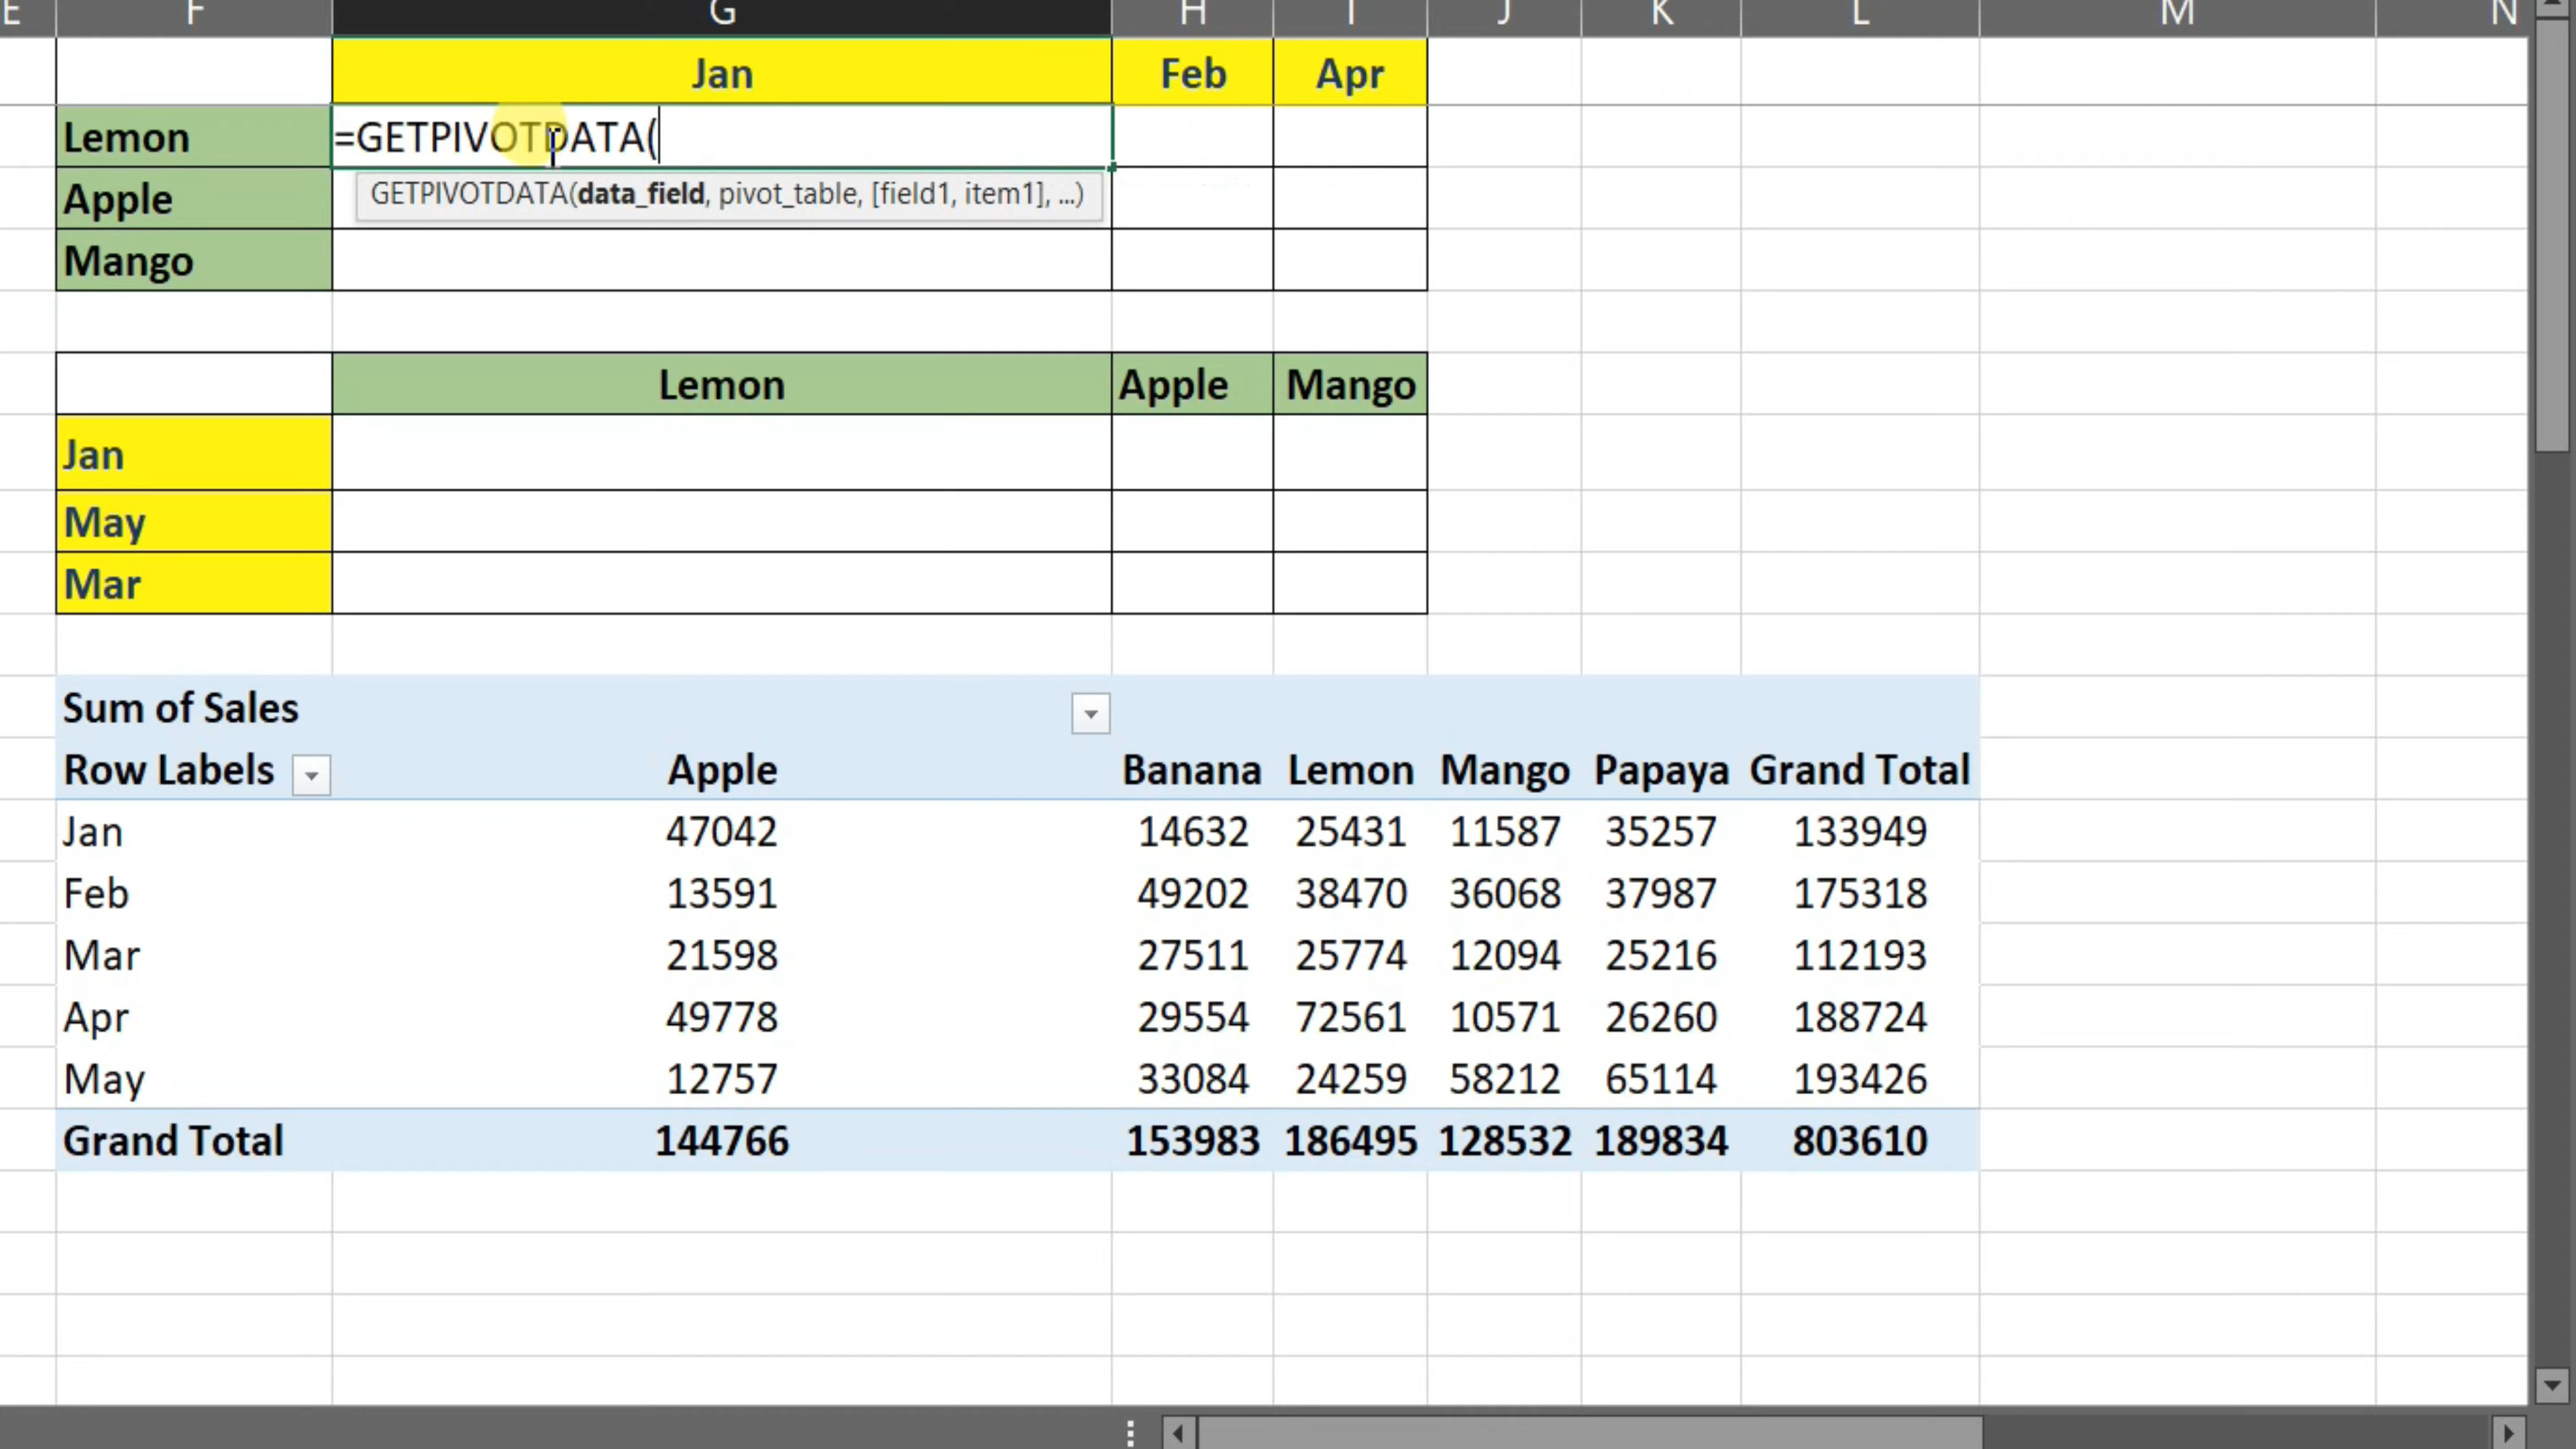 E F G H I J K L M N
Jan Feb Apr
Lemon =GETPIVOTDATA(
Apple GETPIVOTDATA(data_field, pivot_table, [field1, item1], ...)
Mango
Lemon Apple Mango
Jan
May
Mar
Sum of Sales
Row Labels Apple Banana Lemon Mango Papaya Grand Total
Jan 47042 14632 25431 11587 35257 133949
Feb 13591 49202 38470 36068 37987 175318
Mar 21598 27511 25774 12094 25216 112193
Apr 49778 29554 72561 10571 26260 188724
May 12757 33084 24259 58212 65114 193426
Grand Total 144766 153983 186495 128532 189834 803610